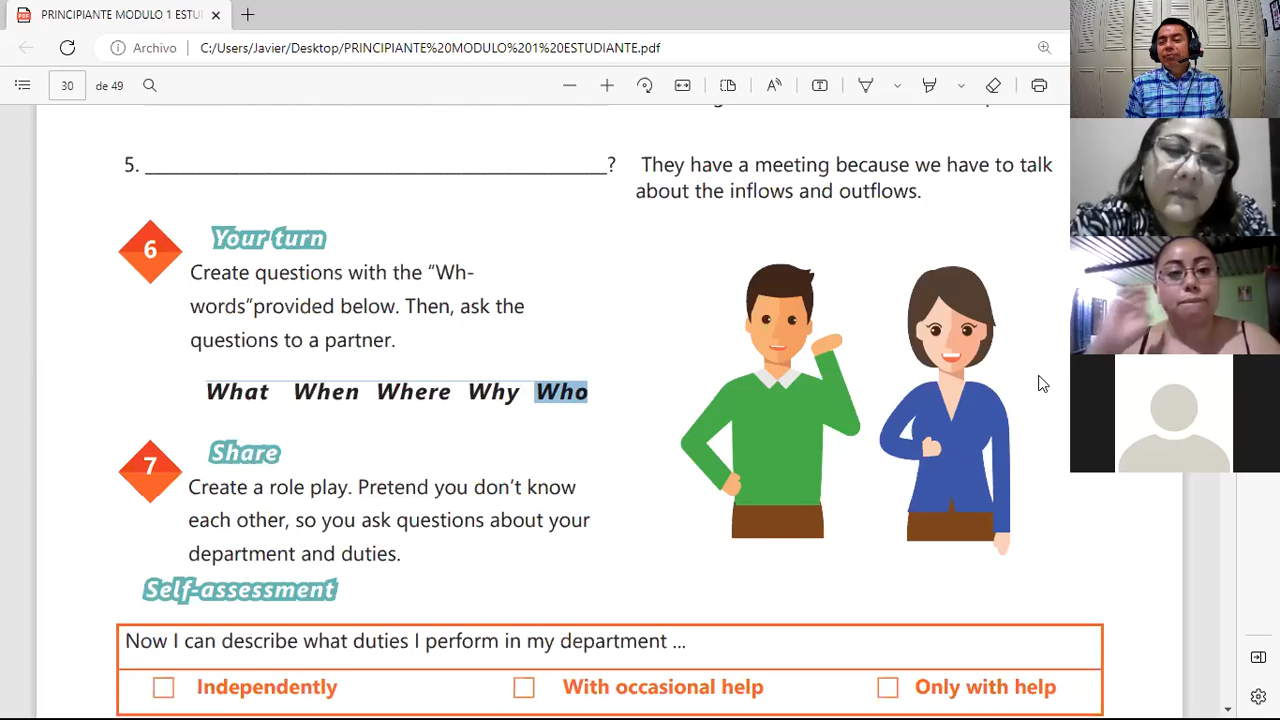 PRINCIPIANTE MODULO 1 ESTU
Archivo C:/Users/Javier/Desktop/PRINCIPIANTE%20MODULO%201%20ESTUDIANTE.pdf
30 de 49
5. ? They have a meeting because we have to talk
about the inflows and outflows.
6 Your turn
Create questions with the “Wh-
words“provided below. Then, ask the
questions to a partner.
What When Where Why Who
7 Share
Create a role play. Pretend you don’t know
each other, so you ask questions about your
department and duties.
Self-assessment
Now I can describe what duties I perform in my department ...
Independently With occasional help Only with help